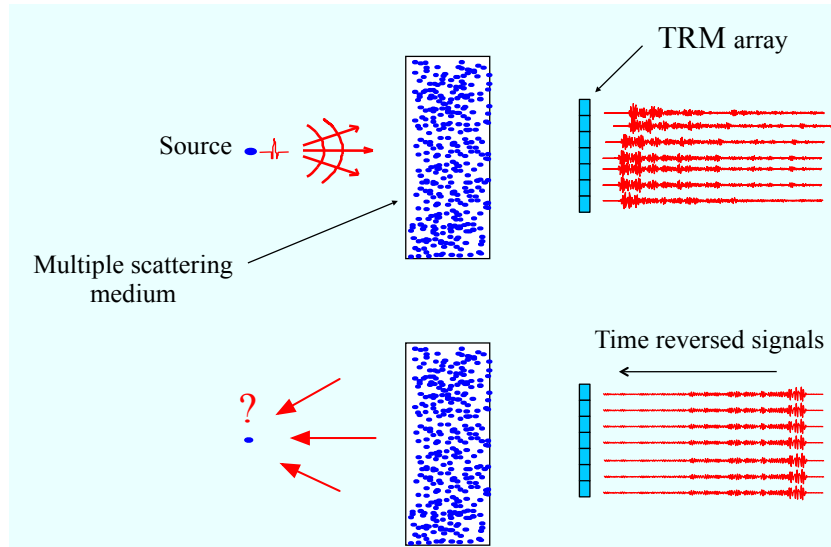 TRM array
Source
Multiple scattering
medium
Time reversed signals
?